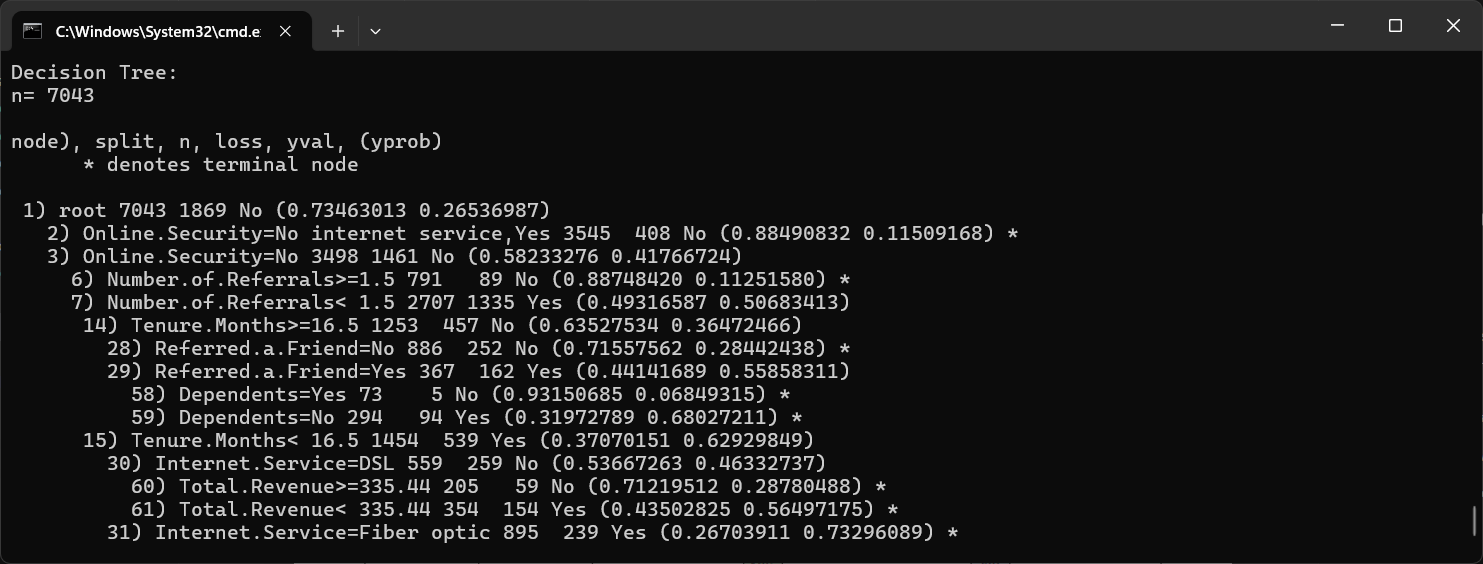 C:\Windows\System32\cmd.e
Decision Tree:
n= 7043
node), split, n, loss, yval, (yprob)
      * denotes terminal node
 1) root 7043 1869 No (0.73463013 0.26536987)
   2) Online.Security=No internet service,Yes 3545  408 No (0.88490832 0.11509168) *
   3) Online.Security=No 3498 1461 No (0.58233276 0.41766724)
     6) Number.of.Referrals>=1.5 791   89 No (0.88748420 0.11251580) *
     7) Number.of.Referrals< 1.5 2707 1335 Yes (0.49316587 0.50683413)
      14) Tenure.Months>=16.5 1253  457 No (0.63527534 0.36472466)
        28) Referred.a.Friend=No 886  252 No (0.71557562 0.28442438) *
        29) Referred.a.Friend=Yes 367  162 Yes (0.44141689 0.55858311)
          58) Dependents=Yes 73    5 No (0.93150685 0.06849315) *
          59) Dependents=No 294   94 Yes (0.31972789 0.68027211) *
      15) Tenure.Months< 16.5 1454  539 Yes (0.37070151 0.62929849)
        30) Internet.Service=DSL 559  259 No (0.53667263 0.46332737)
          60) Total.Revenue>=335.44 205   59 No (0.71219512 0.28780488) *
          61) Total.Revenue< 335.44 354  154 Yes (0.43502825 0.56497175) *
        31) Internet.Service=Fiber optic 895  239 Yes (0.26703911 0.73296089) *